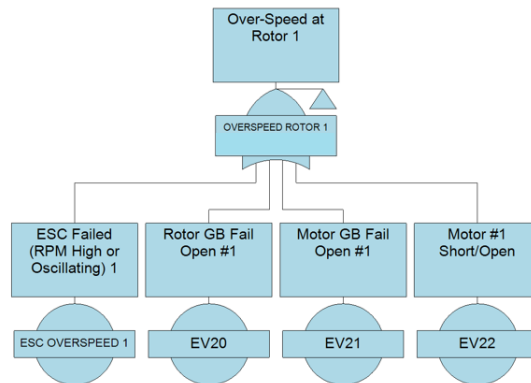 Over-Speed at
Rotor 1
OVERSPEED ROTOR 1
ESC Failed
(RPM High or
Oscillating) 1
Rotor GB Fail
Open #1
Motor GB Fail
Open #1
Motor #1
Short/Open
ESC OVERSPEED 1
EV20
EV21
EV22